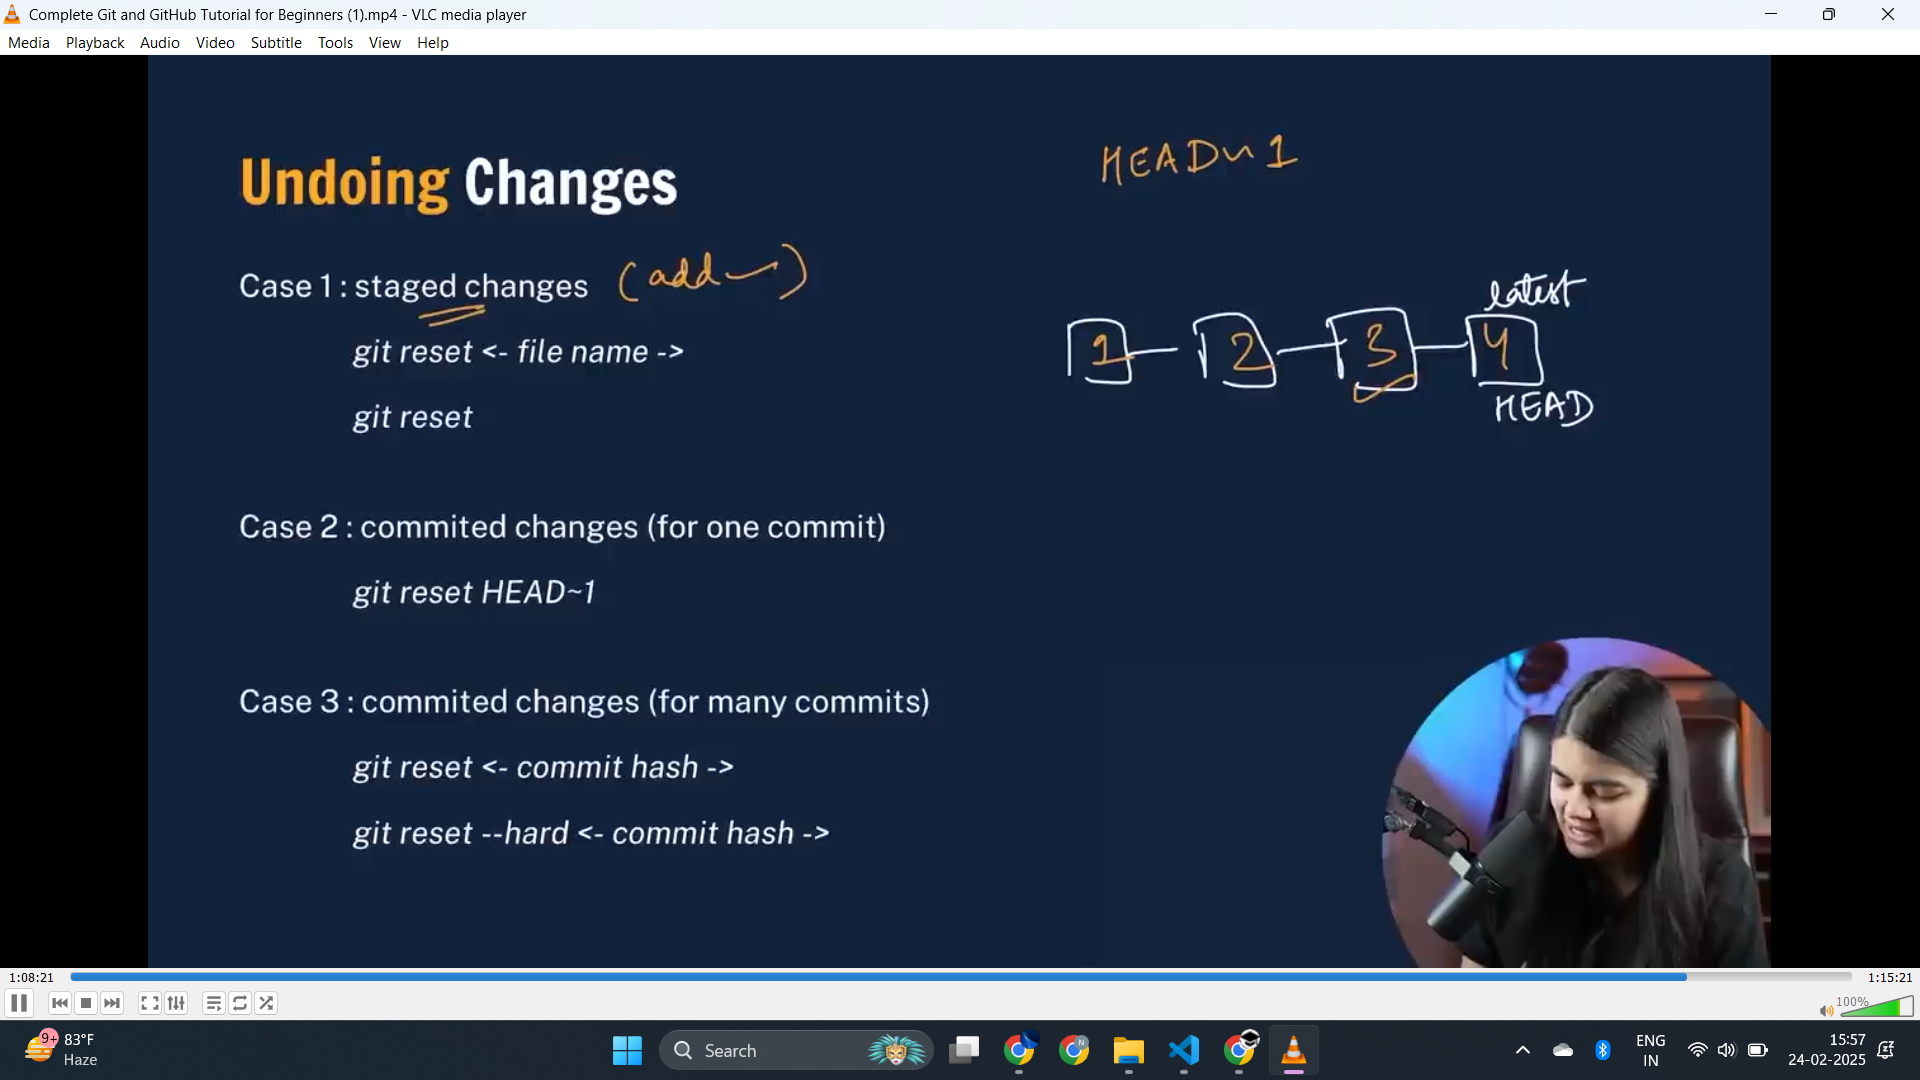 Complete Git and GitHub Tutorial for Beginners (1).mp4 - VLC media player
Media Playback Audio Video Subtitle Tools View Help
HEAD~1
Undoing Changes
Case 1 : staged changes (add )
latest
git reset <- file name ->
1 2 3 4
HEAD
git reset
Case 2 : commited changes (for one commit)
git reset HEAD~1
Case 3 : commited changes (for many commits)
git reset <- commit hash ->
git reset --hard <- commit hash ->
1:08:21 1:15:21
100%
9+ 83°F
Haze
Search
N
ENG
IN
15:57
24-02-2025